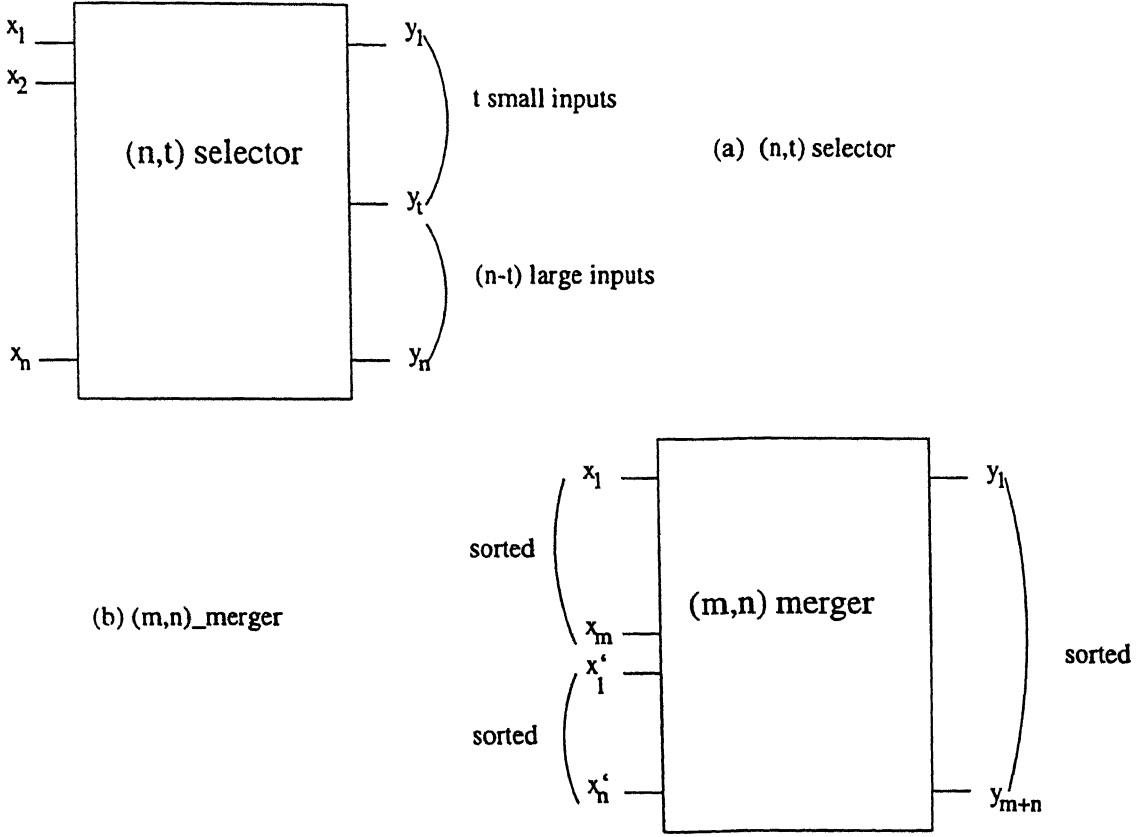 x1
y1
x2
t small inputs
(n,t) selector
(a) (n,t) selector
yt
(n-t) large inputs
xn
yn
x1
y1
sorted
(m,n) merger
(b) (m,n)_merger
xm
x‘1
sorted
sorted
x‘n
ym+n